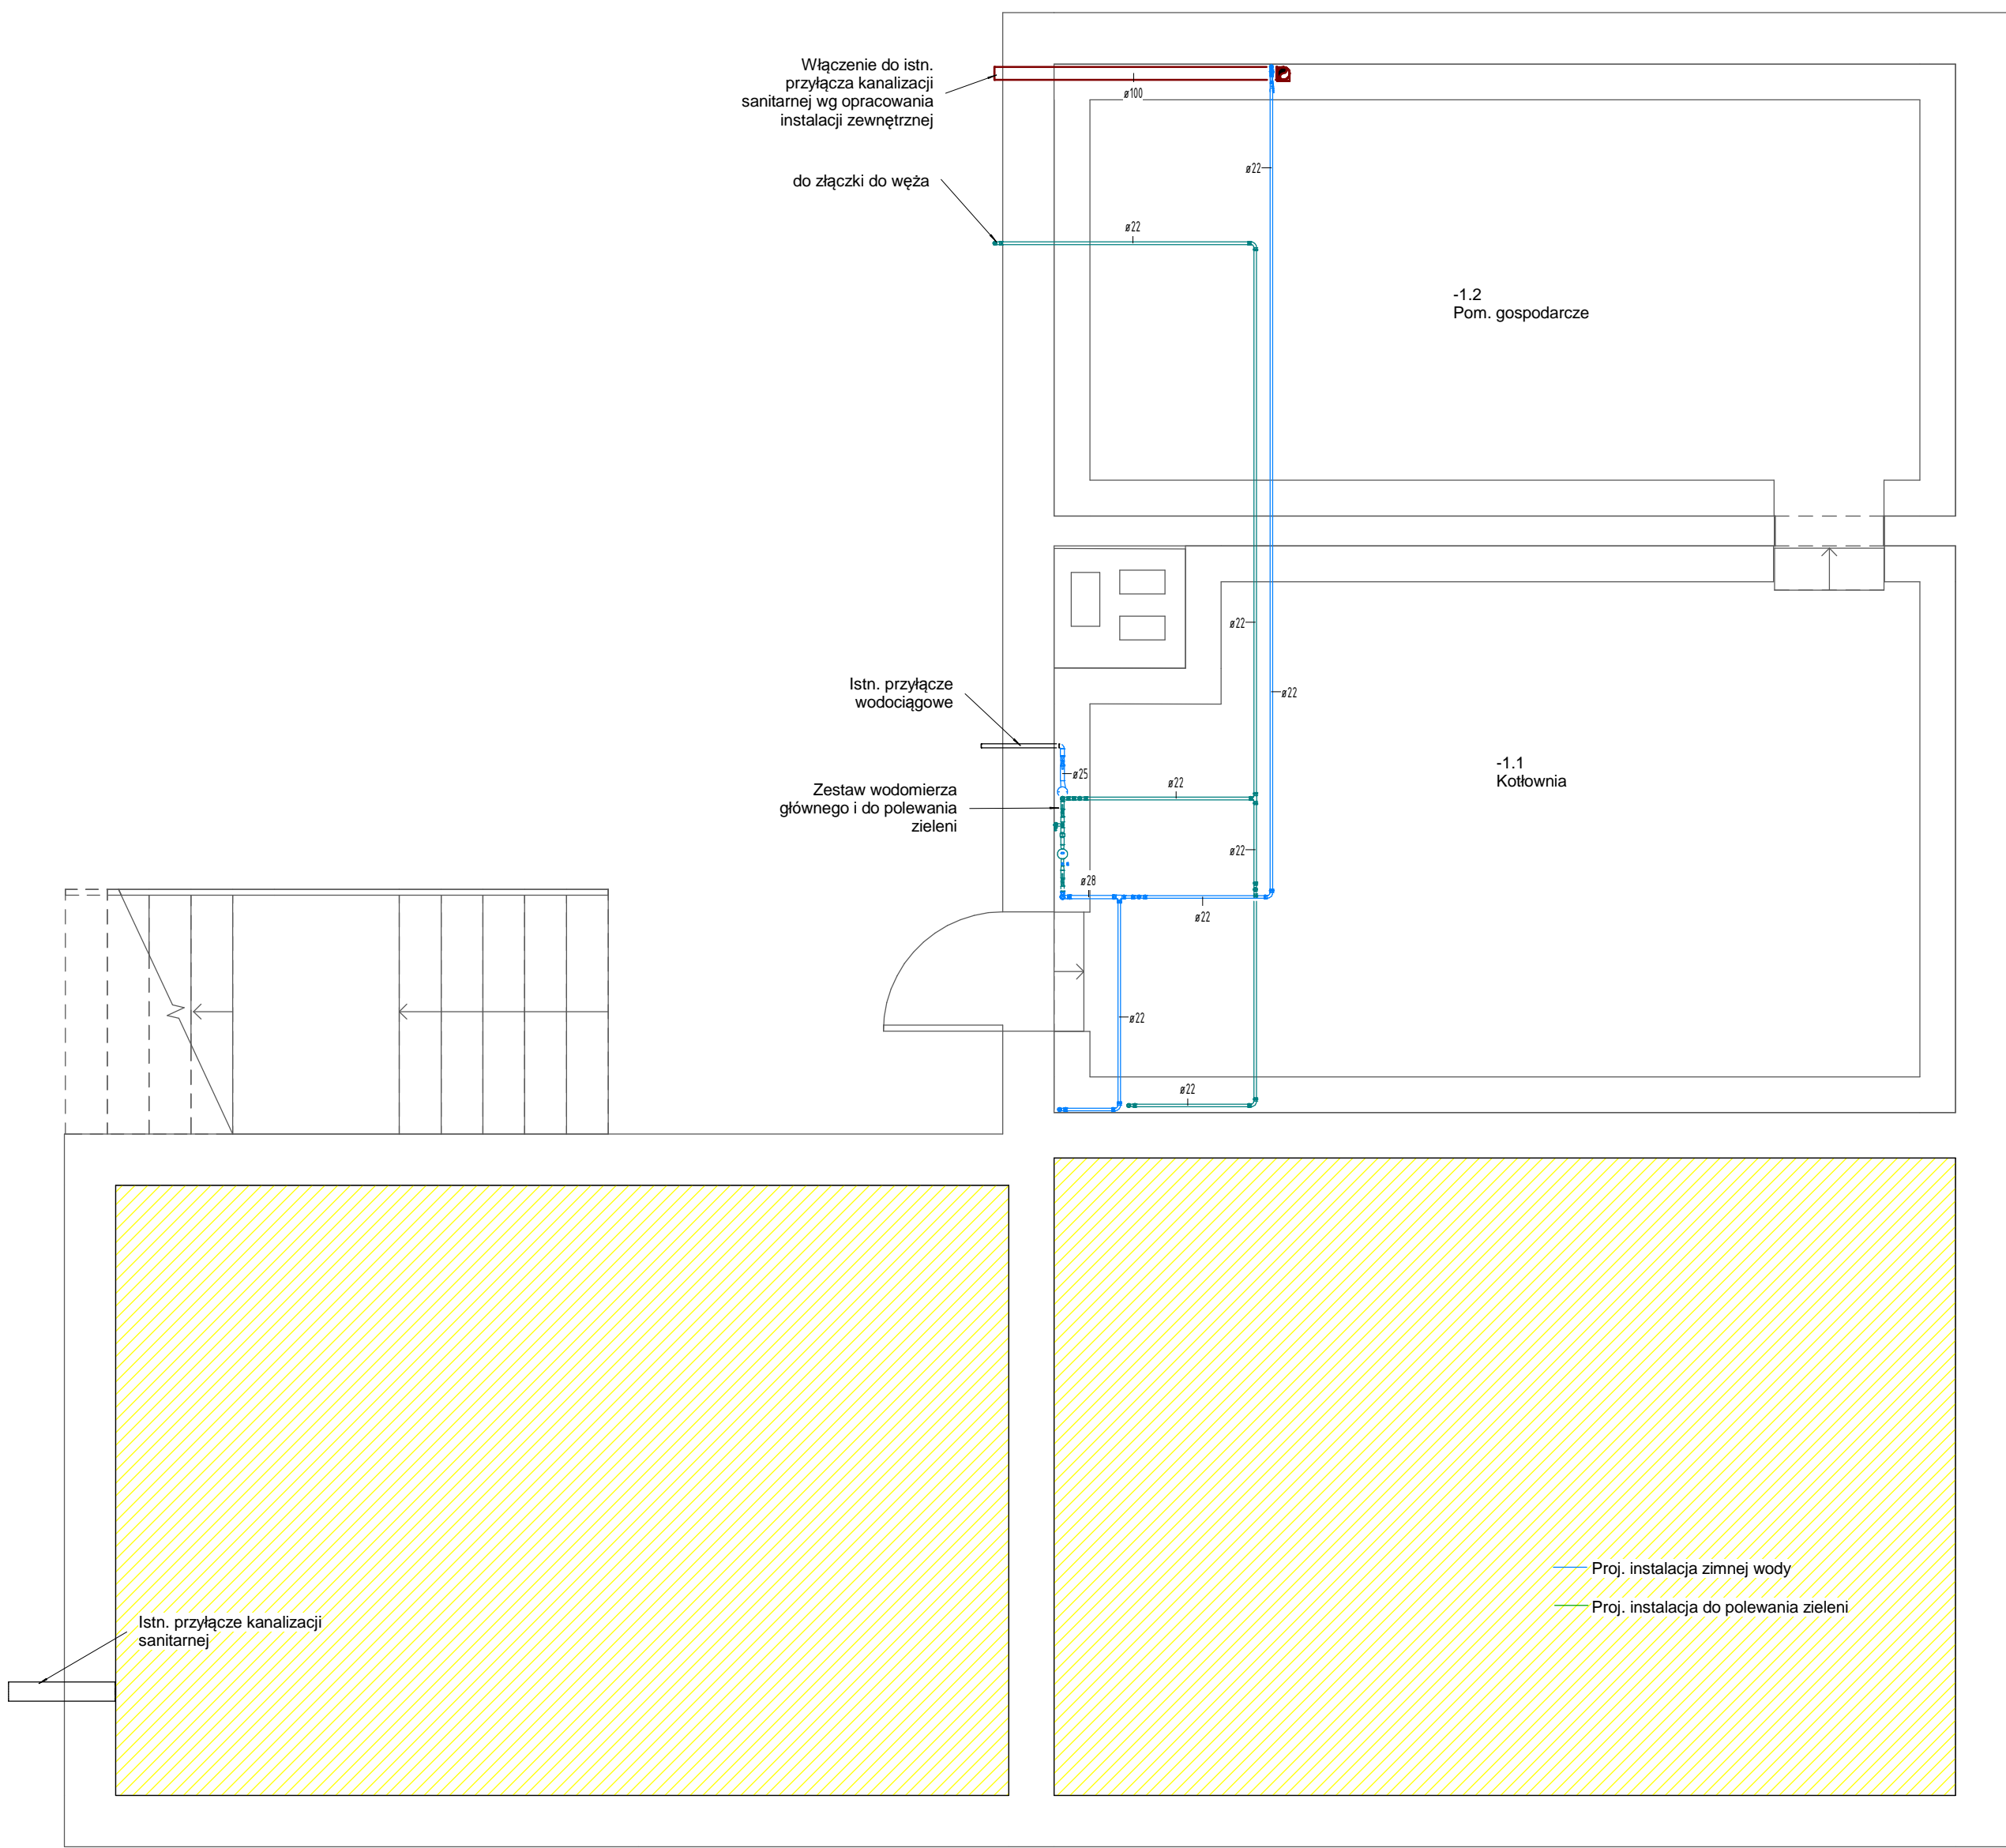 Włączenie do istn.
przyłącza kanalizacji
sanitarnej wg opracowania
instalacji zewnętrznej
ø100
ø22
do złączki do węża
ø22
-1.2
Pom. gospodarcze
ø22
ø22
Istn. przyłącze
wodociągowe
ø25
ø22
-1.1
Kotłownia
Zestaw wodomierza
głównego i do polewania
zieleni
ø22
ø28
ø22
ø22
ø22
Proj. instalacja zimnej wody
Proj. instalacja do polewania zieleni
Istn. przyłącze kanalizacji
sanitarnej